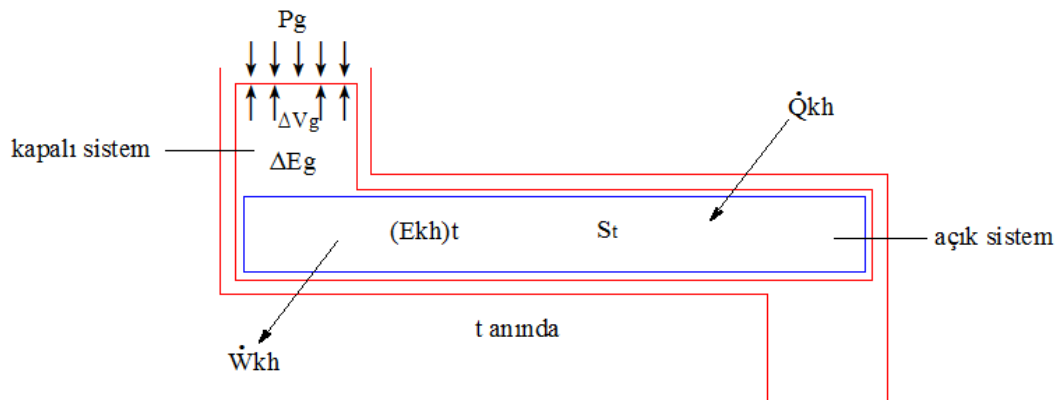 Pg
ΔVg
Q̇kh
kapalı sistem
ΔEg
(Ekh)t
St
açık sistem
t anında
Ẇkh